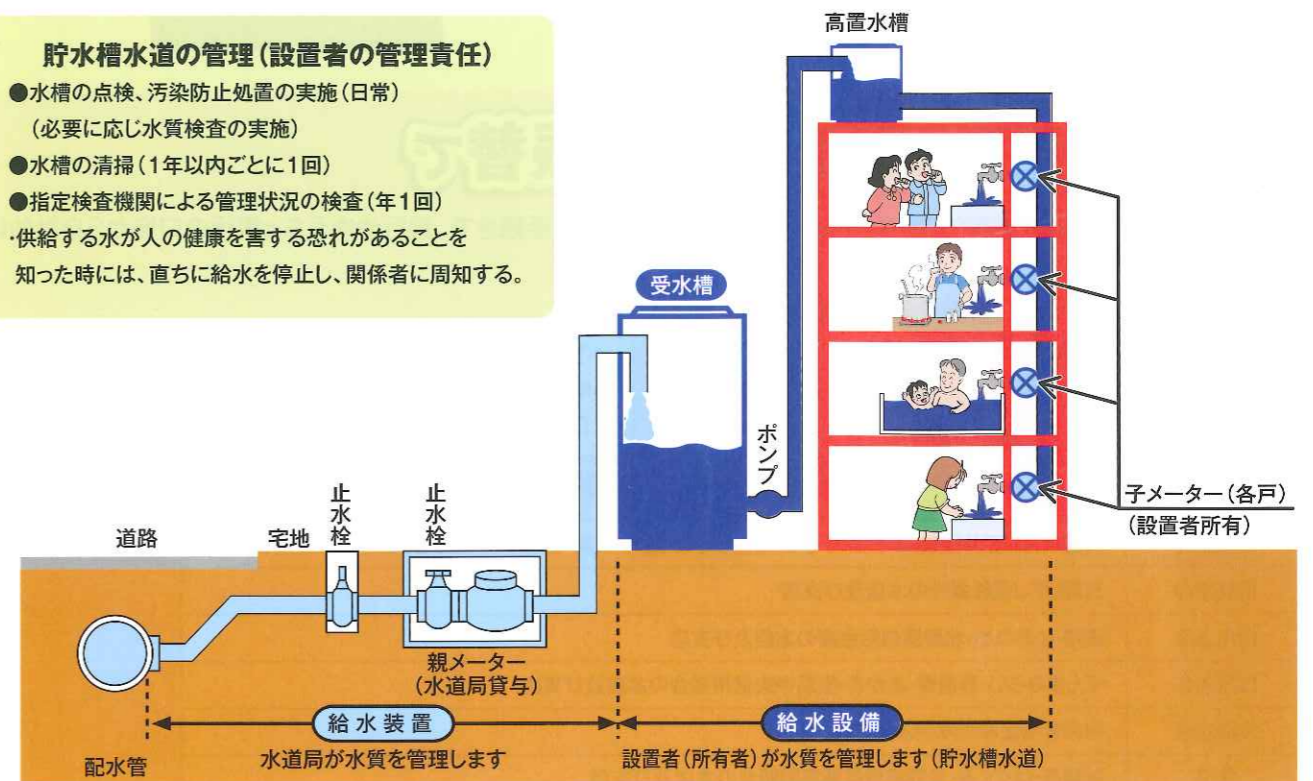 貯水槽水道の管理(設置者の管理責任)
●水槽の点検、汚染防止処置の実施(日常)
(必要に応じ水質検査の実施)
●水槽の清掃(1年以内ごとに1回)
●指定検査機関による管理状況の検査(年1回)
·供給する水が人の健康を害する恐れがあることを
知った時には、直ちに給水を停止し、関係者に周知する。
高置水槽
受水槽
ポンプ
子メーター(各戸)
(設置者所有)
道路
宅地
止水栓
止水栓
親メーター
(水道局貸与)
給水装置
水道局が水質を管理します
給水設備
設置者(所有者)が水質を管理します(貯水槽水道)
配水管